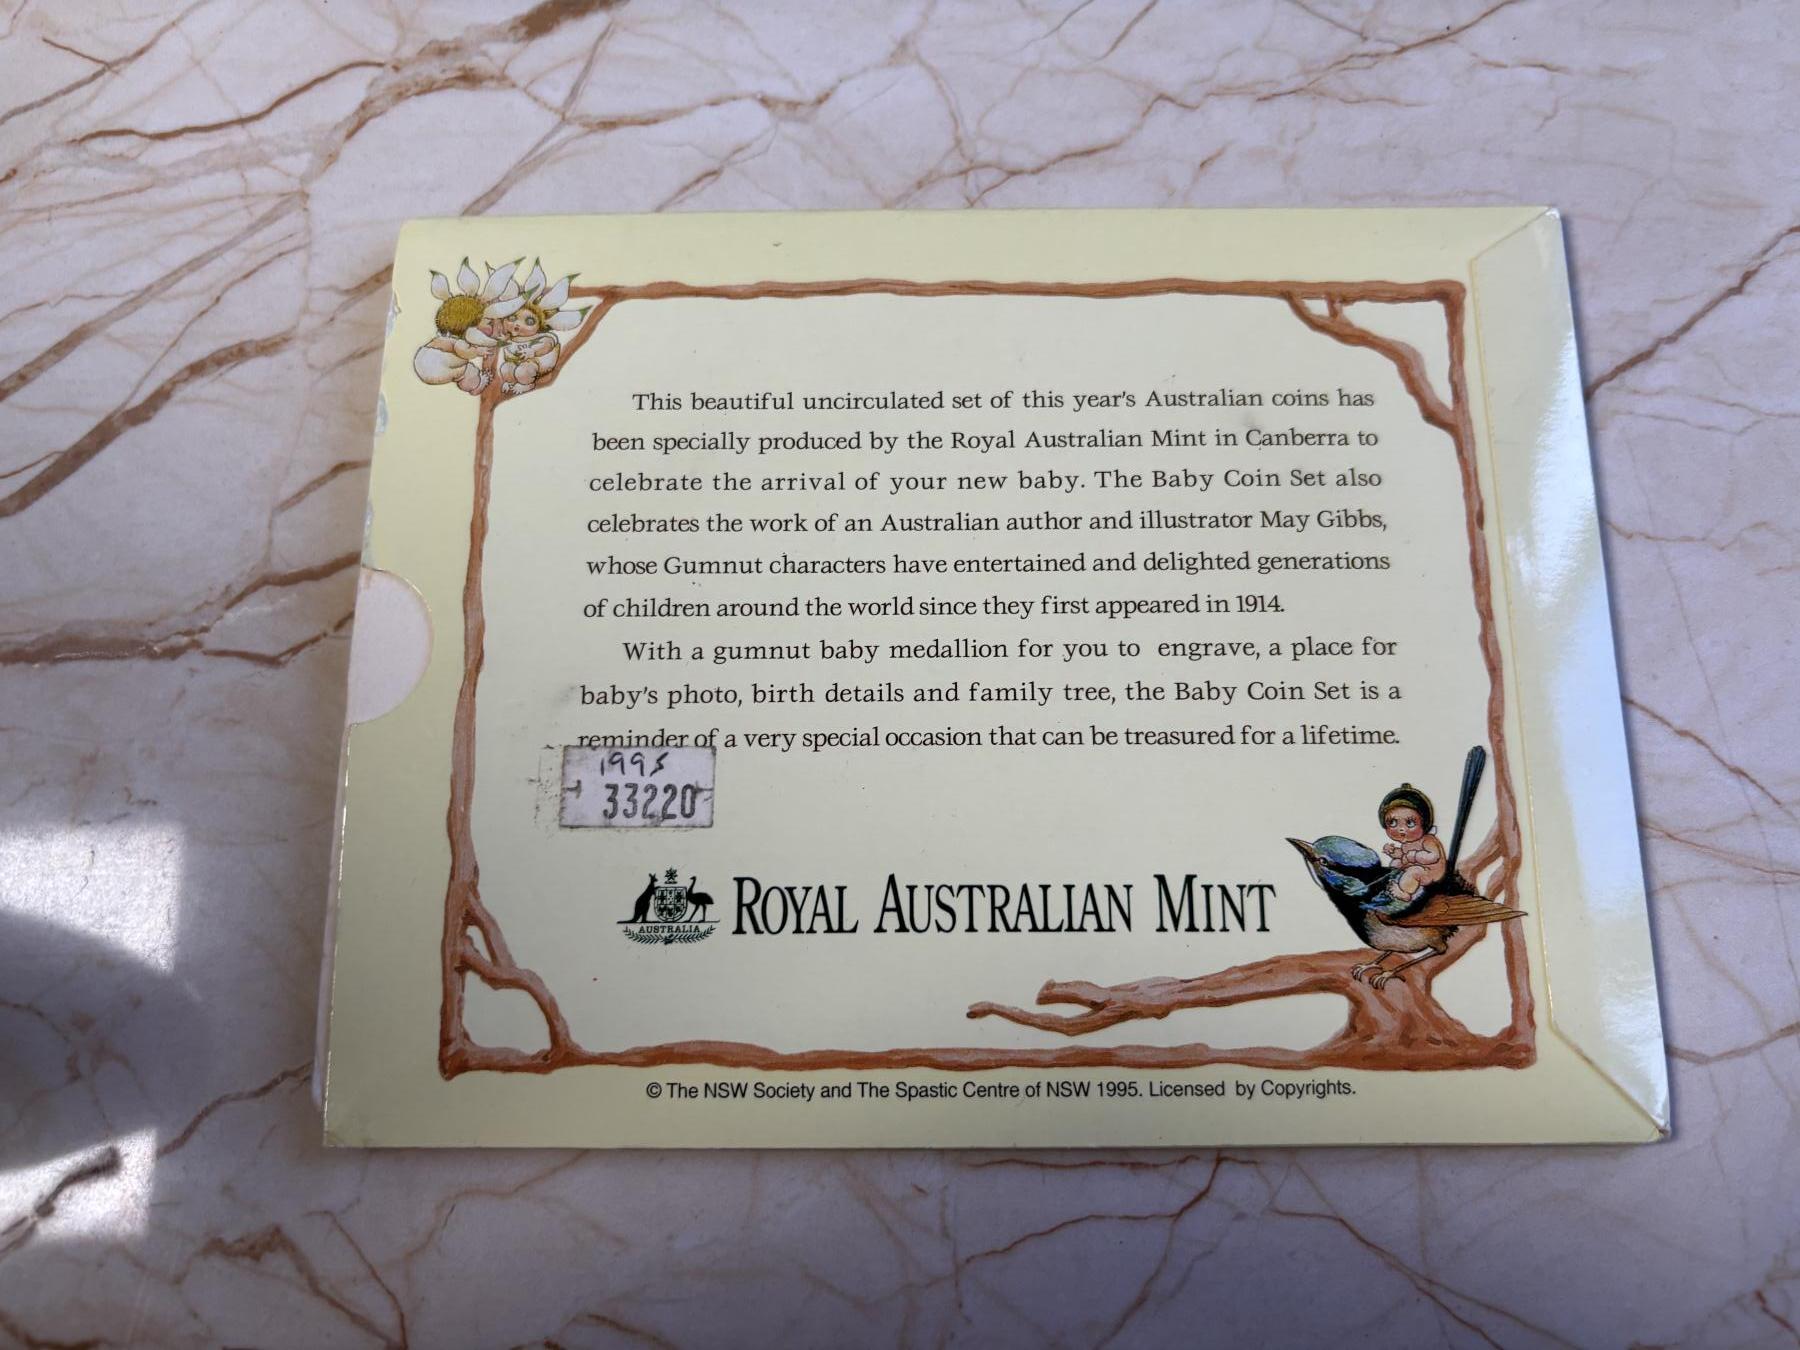 This beautiful uncirculated set of this year's Australian coins has
been specially produced by the Royal Australian Mint in Canberra to
celebrate the arrival of your new baby. The Baby Coin Set also
celebrates the work of an Australian author and illustrator May Gibbs,
whose Gumnut characters have entertained and delighted generations
of children around the world since they first appeared in 1914.
With a gumnut baby medallion for you to engrave, a place for
baby's photo, birth details and family tree, the Baby Coin Set is a
reminder of a very special occasion that can be treasured for a lifetime.
1995
33220
AUSTRALIA
ROYAL AUSTRALIAN MINT
© The NSW Society and The Spastic Centre of NSW 1995. Licensed by Copyrights.